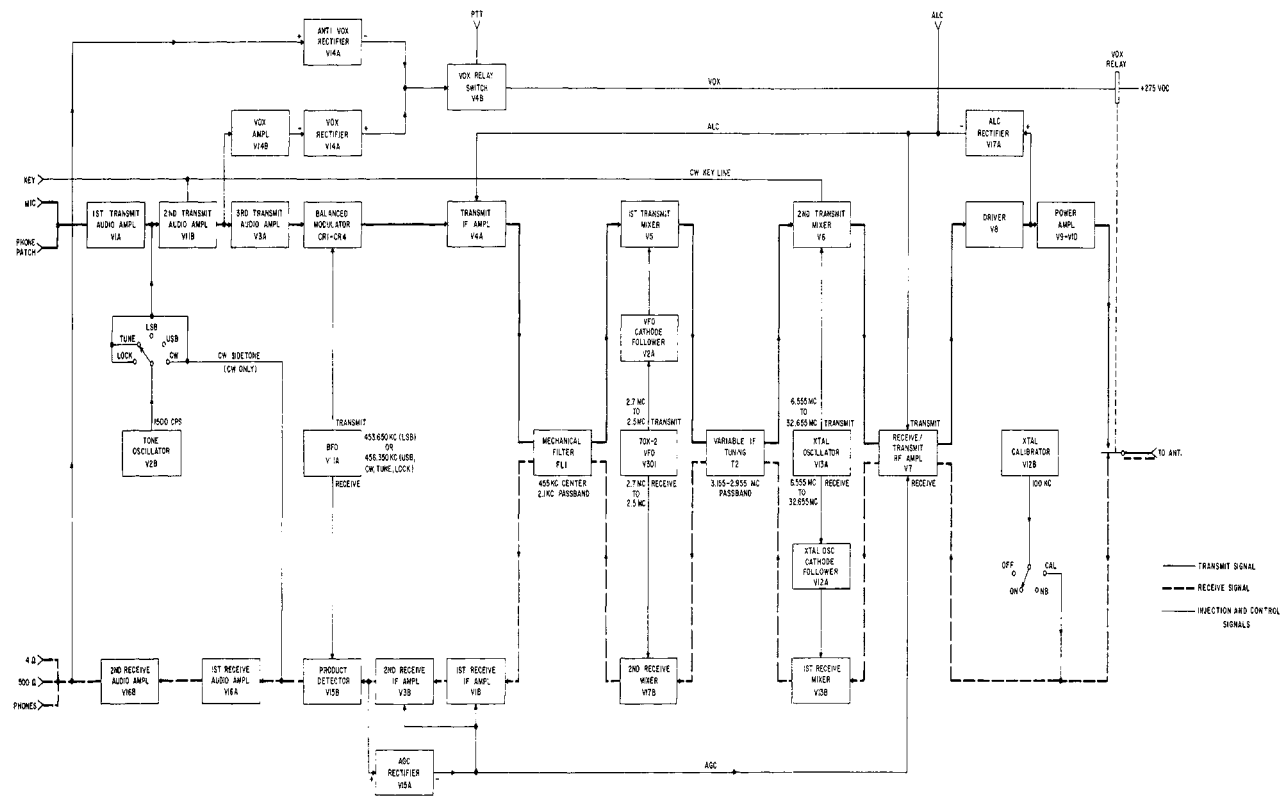 PTT
ALC
ANTI VOX
RECTIFIER
V14A
+
-
VOX RELAY
SWITCH
V4B
VOX
VOX
RELAY
+275 VDC
VOX
AMPL
V14B
-
-
VOX
RECTIFIER
V14A
+
ALC
-
ALC
RECTIFIER
V17A
+
KEY
CW KEY LINE
MIC
PHONE
PATCH
1ST TRANSMIT
AUDIO AMPL
V1A
2ND TRANSMIT
AUDIO AMPL
V11B
3RD TRANSMIT
AUDIO AMPL
V3A
BALANCED
MODULATOR
CR1-CR4
TRANSMIT
IF AMPL
V4A
1ST TRANSMIT
MIXER
V5
2ND TRANSMIT
MIXER
V6
DRIVER
V8
POWER
AMPL
V9-V10
LSB
TUNE
USB
LOCK
CW
CW SIDETONE
(CW ONLY)
1500 CPS
TONE
OSCILLATOR
V2B
TRANSMIT
BFO
RECEIVE
453.650 KC (LSB)
OR
456.350 KC (USB,
CW, TUNE, LOCK)
MECHANICAL
FILTER
FL1
455KC CENTER
2.1KC PASSBAND
VFO
CATHODE
FOLLOWER
V2A
2.7 MC
TO
2.5MC
TRANSMIT
70K-2
VFO
V301
2.7 MC
TO
2.5 MC
RECEIVE
VARIABLE IF
TUNING
T2
3.155-2.955 MC
PASSBAND
6.555 MC
TO
32.655MC
TRANSMIT
XTAL
OSCILLATOR
V13A
6.555 MC
TO
32.655MC
RECEIVE
XTAL OSC
CATHODE
FOLLOWER
V12A
TRANSMIT
RECEIVE/
TRANSMIT
RF AMPL
V7
RECEIVE
XTAL
CALIBRATOR
V12B
100 KC
OFF
CAL
ON
NB
TO ANT.
TRANSMIT SIGNAL
RECEIVE SIGNAL
INJECTION AND CONTROL
SIGNALS
4 Ω
500 Ω
PHONES
2ND RECEIVE
AUDIO AMPL
V16B
1ST RECEIVE
AUDIO AMPL
V16A
PRODUCT
DETECTOR
V15B
2ND RECEIVE
IF AMPL
V3B
1ST RECEIVE
IF AMPL
V1B
2ND RECEIVE
MIXER
V17B
1ST RECEIVE
MIXER
V13B
+
AGC
RECTIFIER
V15A
-
AGC